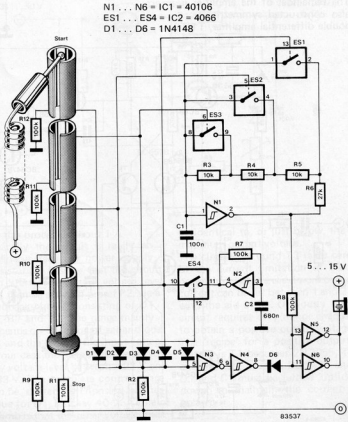 N1 ... N6 = IC1 = 40106
ES1 ... ES4 = IC2 = 4066
D1 ... D6 = 1N4148
Start
ES1
13
1
2
ES2
5
3
4
ES3
6
8
9
R12
100k
R3
10k
R4
10k
R5
10k
R6
27k
N1
1
2
R11
100k
C1
100n
R7
100k
5 ... 15 V
ES4
10
11
12
N2
4
3
R10
100k
C2
680n
R8
100k
N5
13
12
D1
D2
D3
D4
D5
N3
5
6
N4
9
8
D6
N6
11
10
R9
100k
R1
100k
Stop
R2
100k
0
83537